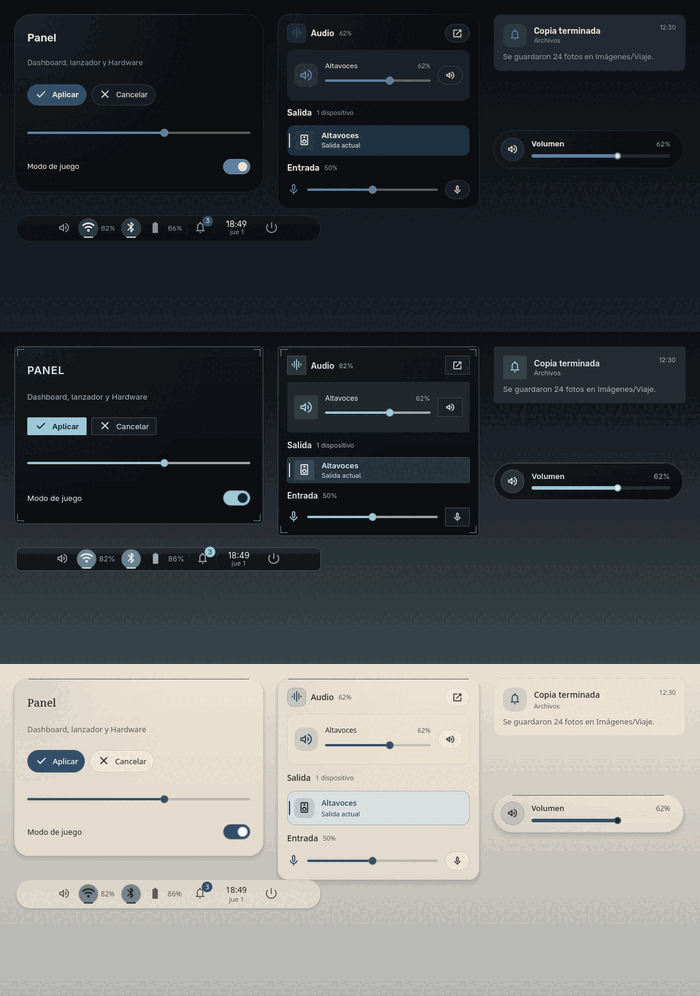 Panel
Dashboard, lanzador y Hardware
Aplicar
Cancelar
Modo de juego
Audio 62%
Altavoces 62%
Salida 1 dispositivo
Altavoces
Salida actual
Entrada 50%
Copia terminada 12:30
Archivos
Se guardaron 24 fotos en Imágenes/Viaje.
Volumen 62%
82% 86% 3 18:49
jue 1
PANEL
Dashboard, lanzador y Hardware
Aplicar
Cancelar
Modo de juego
Audio 62%
Altavoces 62%
Salida 1 dispositivo
Altavoces
Salida actual
Entrada 50%
Copia terminada 12:30
Archivos
Se guardaron 24 fotos en Imágenes/Viaje.
Volumen 62%
82% 86% 3 18:49
jue 1
Panel
Dashboard, lanzador y Hardware
Aplicar
Cancelar
Modo de juego
Audio 62%
Altavoces 62%
Salida 1 dispositivo
Altavoces
Salida actual
Entrada 50%
Copia terminada 12:30
Archivos
Se guardaron 24 fotos en Imágenes/Viaje.
Volumen 62%
82% 86% 3 18:49
jue 1